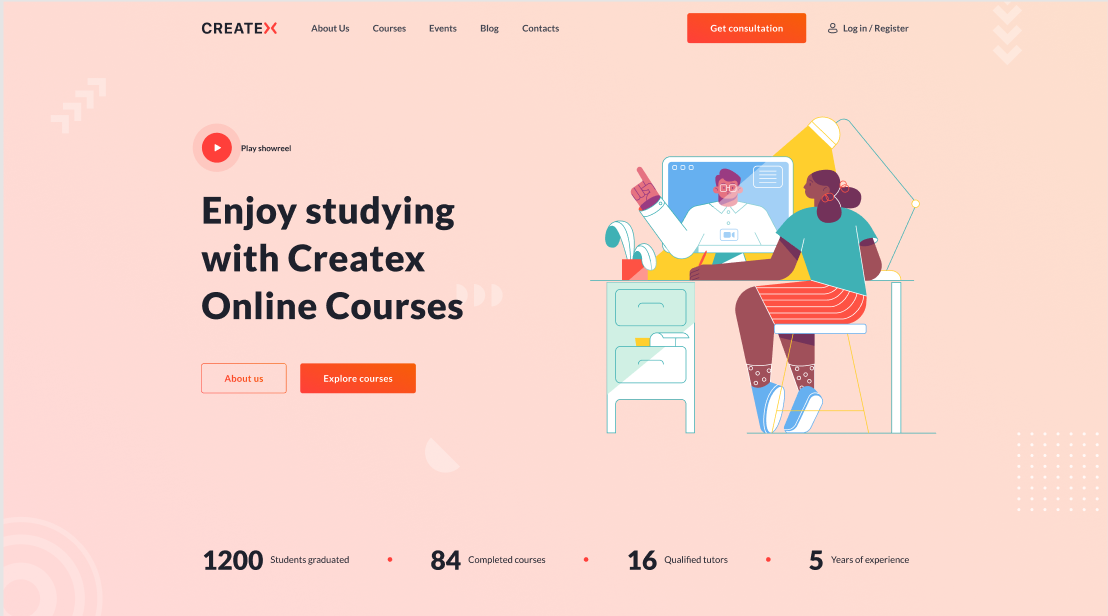 CREATEX
About Us
Courses
Events
Blog
Contacts
Get consultation
Log in / Register
Play showreel
Enjoy studying
with Createx
Online Courses
About us
Explore courses
1200 Students graduated
84 Completed courses
16 Qualified tutors
5 Years of experience